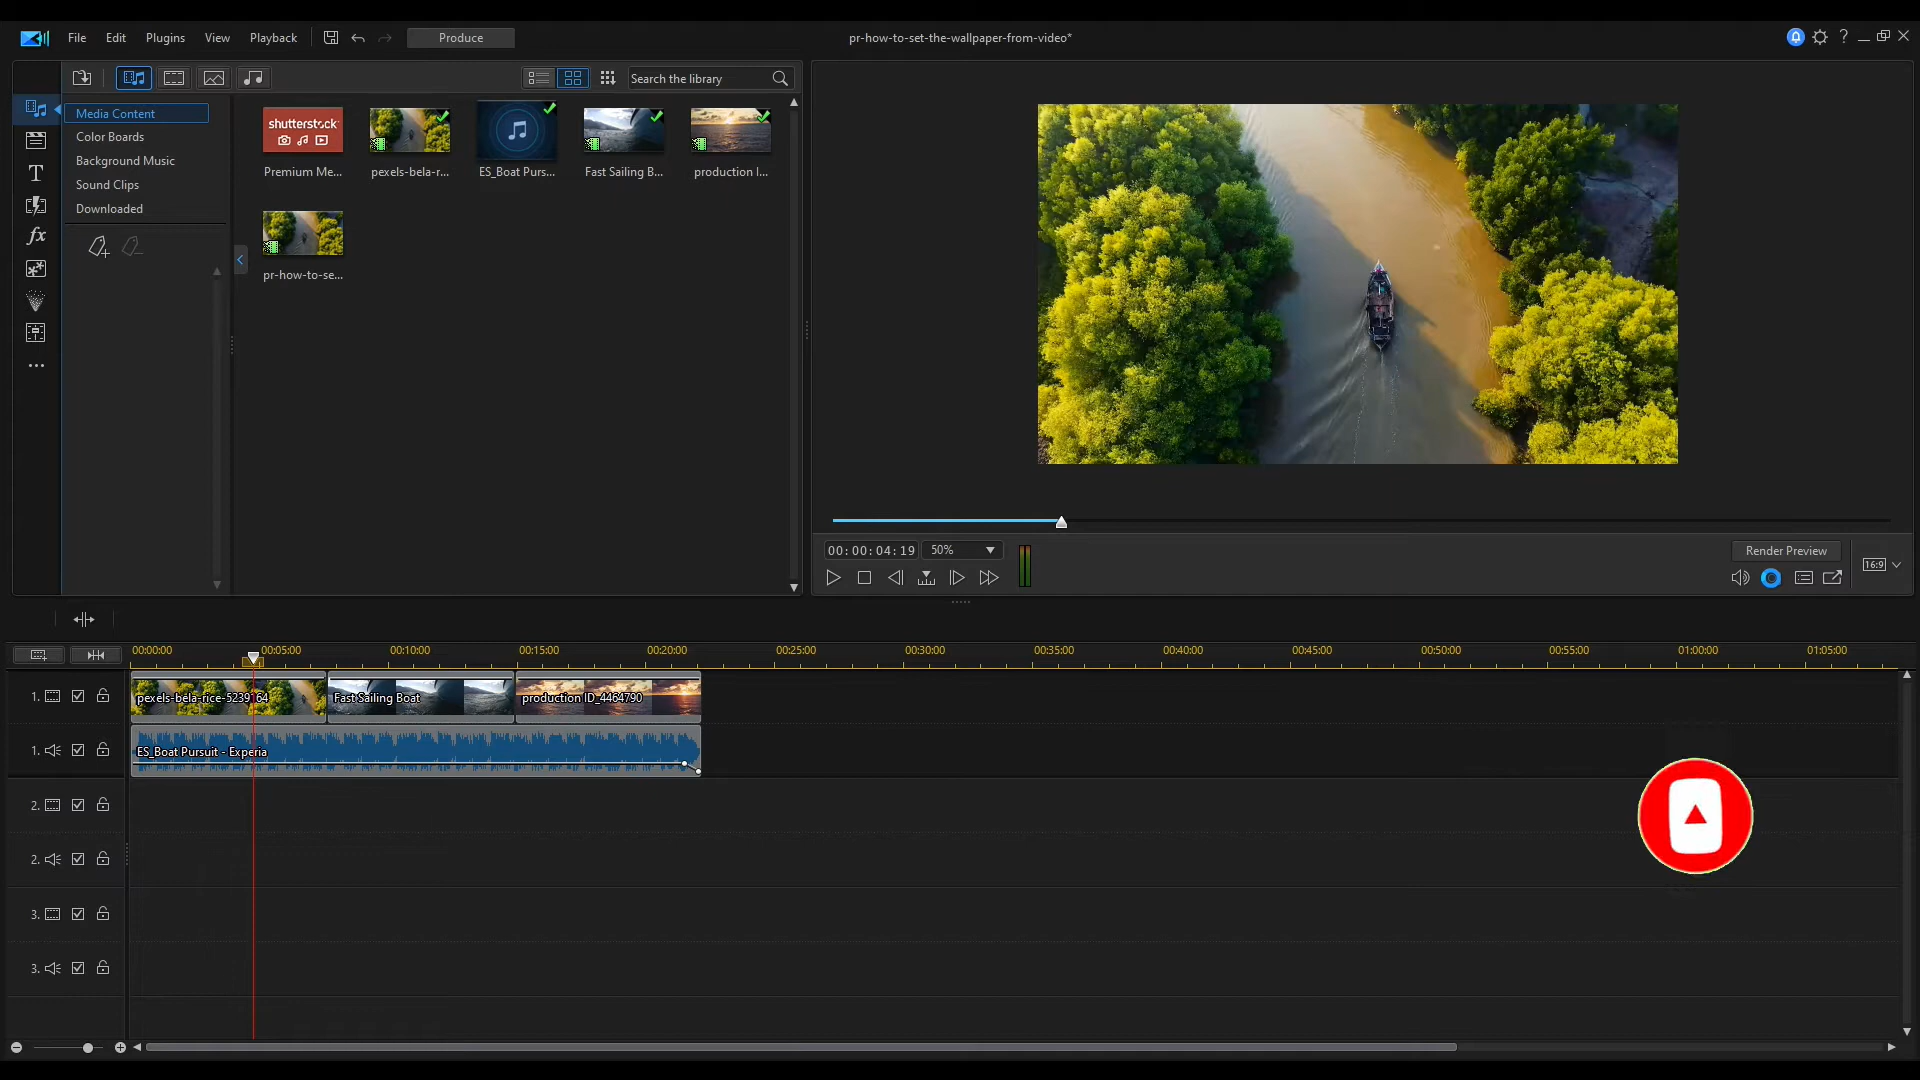 File Edit Plugins View Playback Produce pr-how-to-set-the-wallpaper-from-video* ?
Search the library
Media Content
Color Boards
Background Music
Sound Clips
Downloaded
shutterstock
Premium Me... pexels-bela-r... ES_Boat Purs... Fast Sailing B... production I...
pr-how-to-se...
T
fx
00:00:04:19 50% Render Preview
16:9
00:00:00 00:05:00 00:10:00 00:15:00 00:20:00 00:25:00 00:30:00 00:35:00 00:40:00 00:45:00 00:50:00 00:55:00 01:00:00 01:05:00
1. pexels-bela-rice-5239164 Fast Sailing Boat production ID_4464790
1. ES_Boat Pursuit - Experia
2.
2.
3.
3.